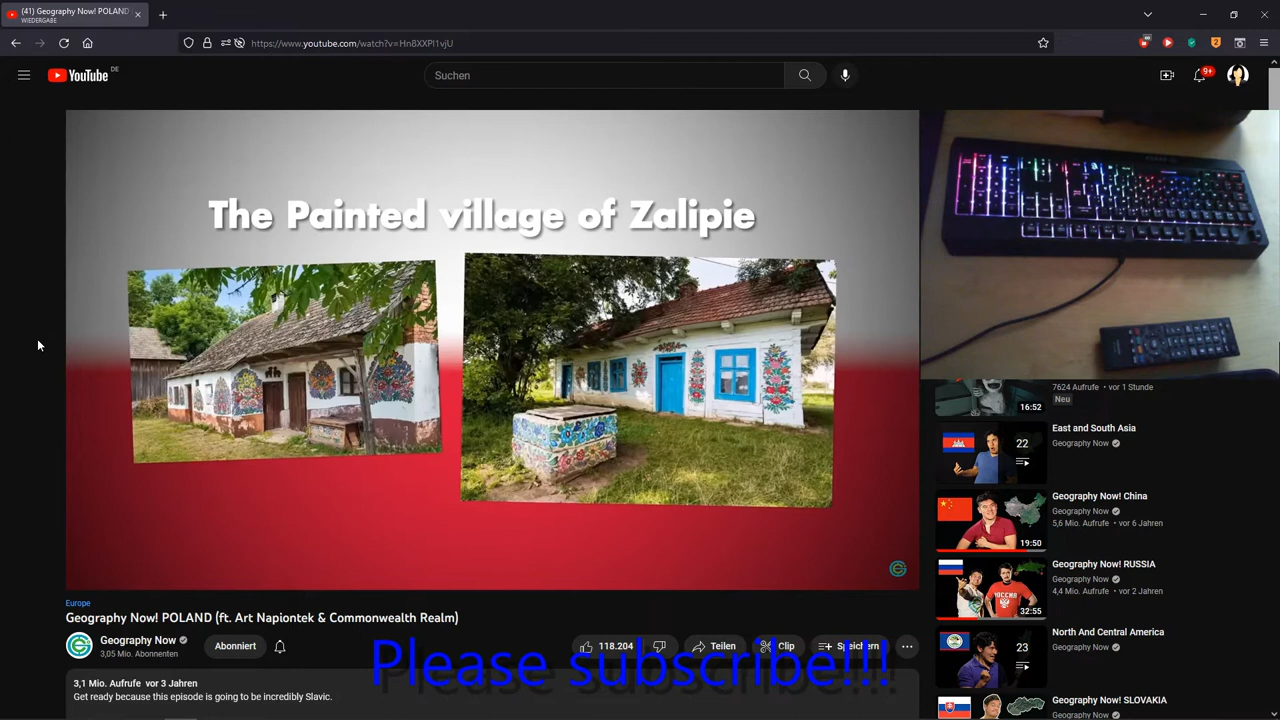 (41) Geography Now! POLAND
WIEDERGABE
https://www.youtube.com/watch?v=Hn8XXPl1vjU
YouTube DE
Suchen
9+
The Painted village of Zalipie
7624 Aufrufe • vor 1 Stunde
Neu
16:52
East and South Asia
Geography Now
22
Geography Now! China
Geography Now
5,6 Mio. Aufrufe • vor 6 Jahren
19:50
Geography Now! RUSSIA
Geography Now
4,4 Mio. Aufrufe • vor 2 Jahren
РОССИЯ
32:55
North And Central America
Geography Now
23
Geography Now! SLOVAKIA
Geography Now
Europe
Geography Now! POLAND (ft. Art Napiontek & Commonwealth Realm)
Geography Now
3,05 Mio. Abonnenten
Abonniert
118.204
Teilen
Clip
Speichern
Please subscribe!!!
3,1 Mio. Aufrufe vor 3 Jahren
Get ready because this episode is going to be incredibly Slavic.